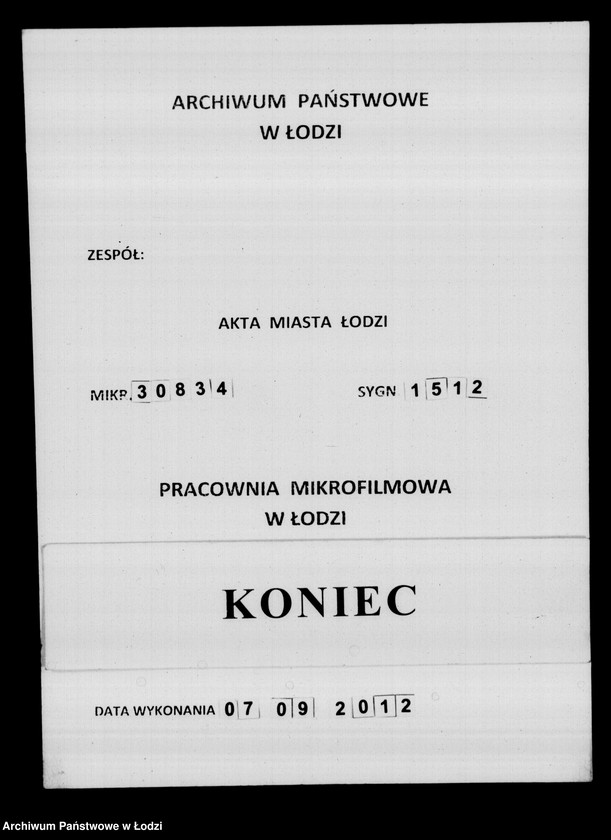 ARCHIWUM PAŃSTWOWE
W ŁODZI
ZESPÓŁ:
AKTA MIASTA ŁODZI
MIKR. 30834 SYGN 1512
PRACOWNIA MIKROFILMOWA
W ŁODZI
KONIEC
DATA WYKONANIA 07 09 2012
Archiwum Państwowe w Łodzi